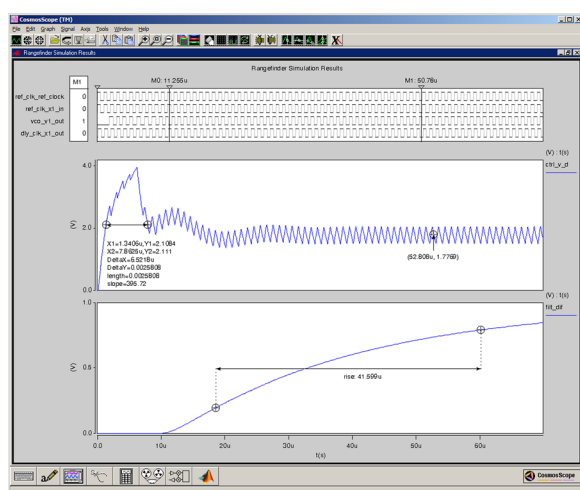 CosmosScope (TM)
File Edit Graph Signal Axis Tools Window Help
Rangefinder Simulation Results
Rangefinder Simulation Results
M1 M0: 11.255u M1: 50.78u
ref_clk_ref_clock 0
ref_clk_x1_in 0
vco_v1_out 1
dly_clk_x1_out 0
(V) : t(s)
ctrl_v_d
4.0
(V) 2.0
0.0
X1=1.3406u,Y1=2.1084
X2=7.8625u,Y2=2.111
DeltaX=6.5218u
DeltaY=0.0025808
length=0.0025808
slope=395.72
(52.808u, 1.7769)
(V) : t(s)
filt_dif
1.0
(V) 0.5
0.0
rise: 41.599u
0.0 10u 20u 30u 40u 50u 60u
t(s)
CosmosScope